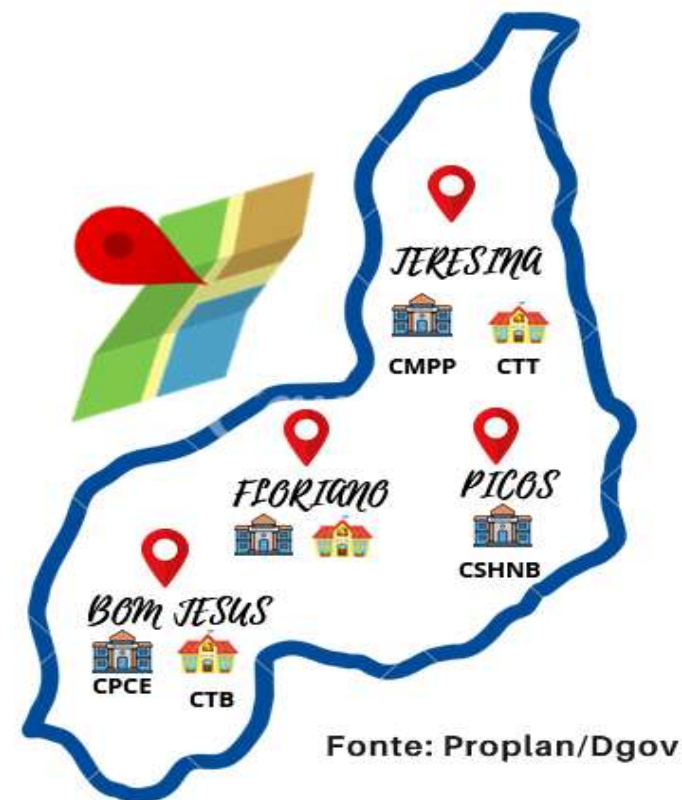 TERESINA
CMPP CTT
FLORIANO
PICOS
CSHNB
BOM JESUS
CPCE
CTB
Fonte: Proplan/Dgov